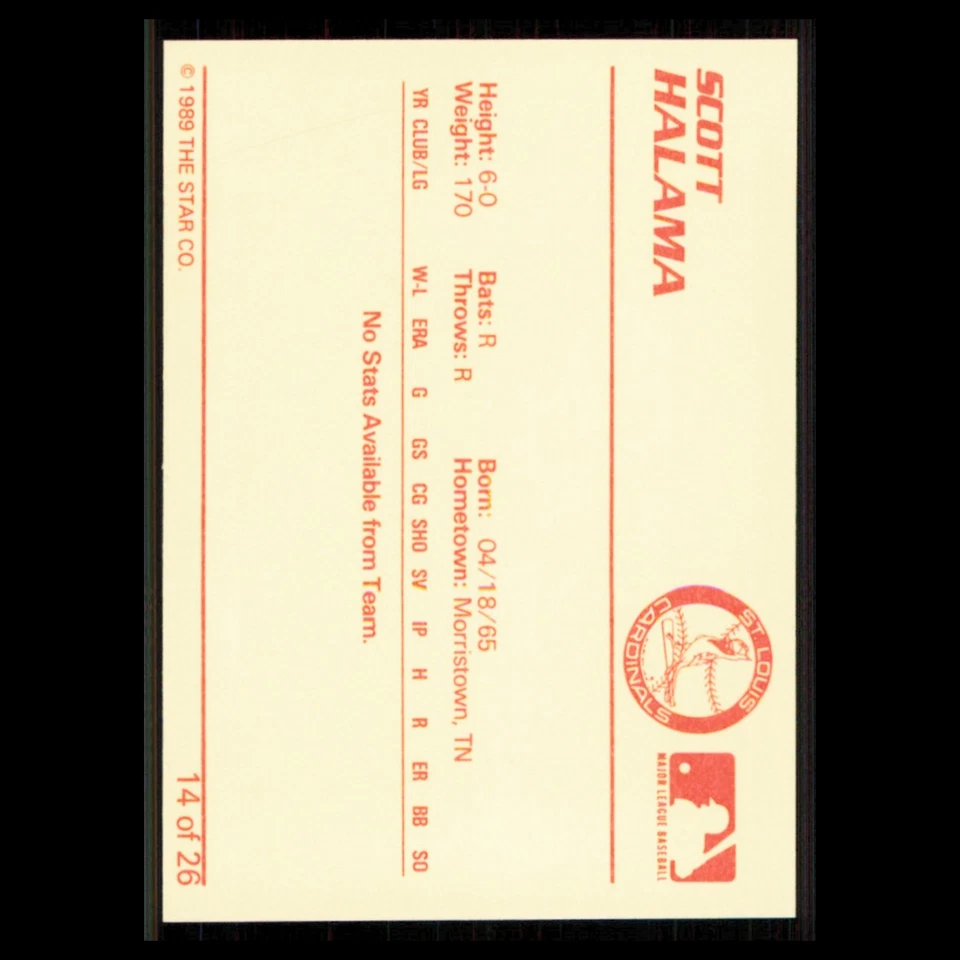 SCOTT
HALAMA
ST. LOUIS
CARDINALS
MAJOR LEAGUE BASEBALL
Height: 6-0 Bats: R Born: 04/18/65
Weight: 170 Throws: R Hometown: Morristown, TN
YR CLUB/LG W-L ERA G GS CG SHO SV IP H R ER BB SO
No Stats Available from Team.
© 1989 THE STAR CO. 14 of 26